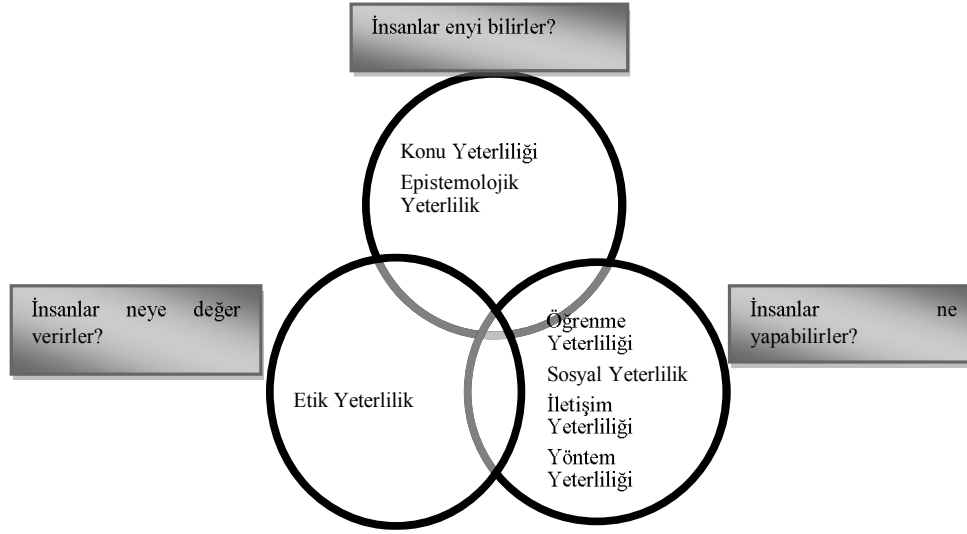 İnsanlar enyi bilirler?
Konu Yeterliliği
Epistemolojik
Yeterlilik
İnsanlar neye değer
verirler?
Etik Yeterlilik
İnsanlar ne
yapabilirler?
Öğrenme
Yeterliliği
Sosyal Yeterlilik
İletişim
Yeterliliği
Yöntem
Yeterliliği